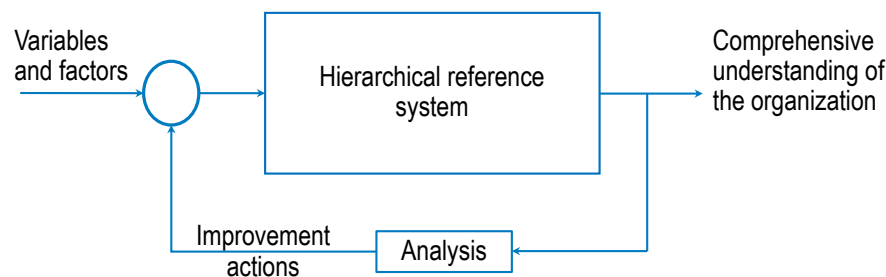 Variables
and factors
Hierarchical reference
system
Comprehensive
understanding of
the organization
Improvement
actions
Analysis